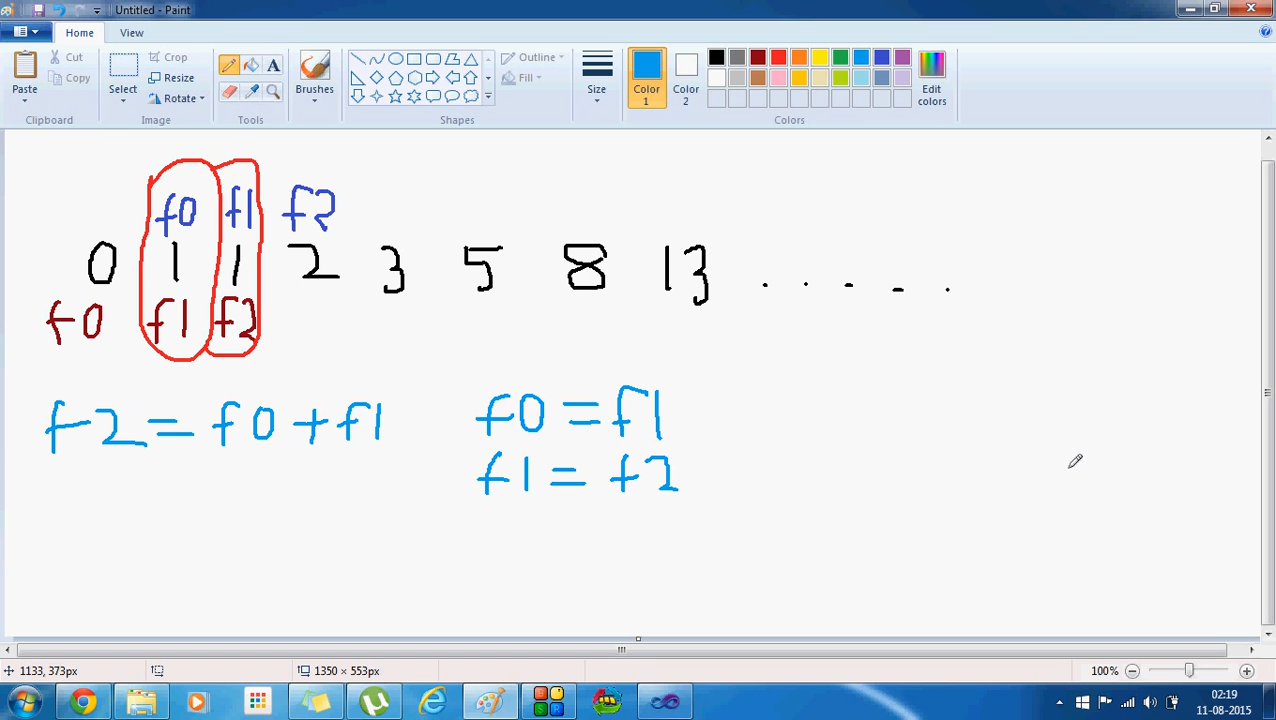 Untitled - Paint
Home View
Paste
Cut
Copy
Clipboard
Select
Crop
Resize
Rotate
Image
Tools
Brushes
Shapes
Outline
Fill
Size
Color 1
Color 2
Edit colors
Colors
f0 f1 f2
0 1 1 2 3 5 8 13 . . . . .
f0 f1 f2
f2 = f0 + f1
f0 = f1
f1 = f2
1133, 373px
1350 × 553px
100%
02:19
11-08-2015